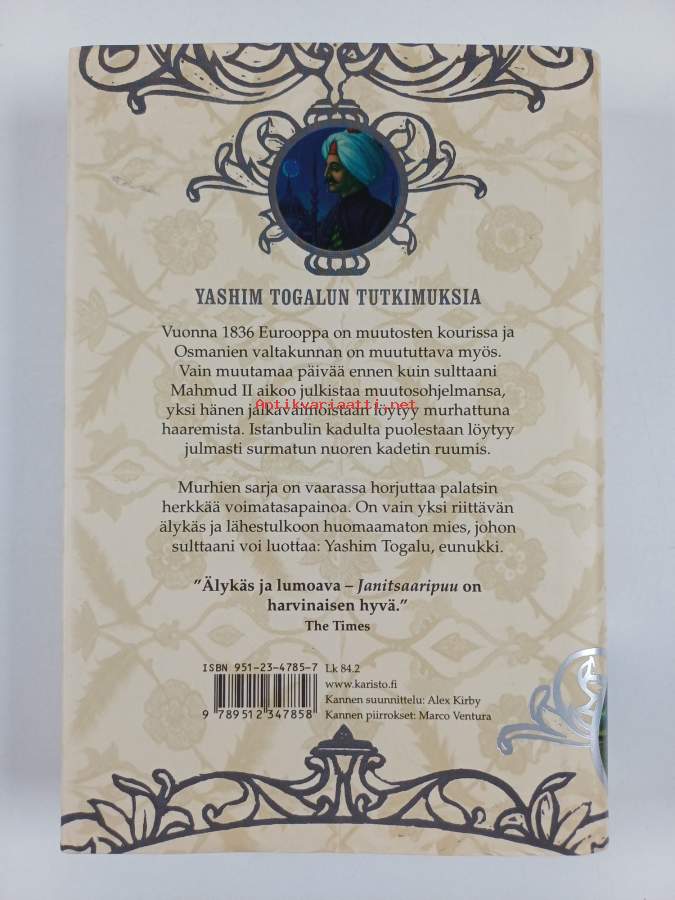 YASHIM TOGALUN TUTKIMUKSIA
Vuonna 1836 Eurooppa on muutosten kourissa ja
Osmanien valtakunnan on muututtava myös.
Vain muutamaa päivää ennen kuin sulttaani
Mahmud II aikoo julkistaa muutosohjelmansa,
Antikvariaatti.net
yksi hänen jalkavaimoistaan löytyy murhattuna
haaremista. Istanbulin kadulta puolestaan löytyy
julmasti surmatun nuoren kadetin ruumis.
Murhien sarja on vaarassa horjuttaa palatsin
herkkää voimatasapainoa. On vain yksi riittävän
älykäs ja lähestulkoon huomaamaton mies, johon
sulttaani voi luottaa: Yashim Togalu, eunukki.
”Älykäs ja lumoava – Janitsaaripuu on
harvinaisen hyvä.”
The Times
ISBN 951-23-4785-7
9 789512 347858
Lk 84.2
www.karisto.fi
Kannen suunnittelu: Alex Kirby
Kannen piirrokset: Marco Ventura